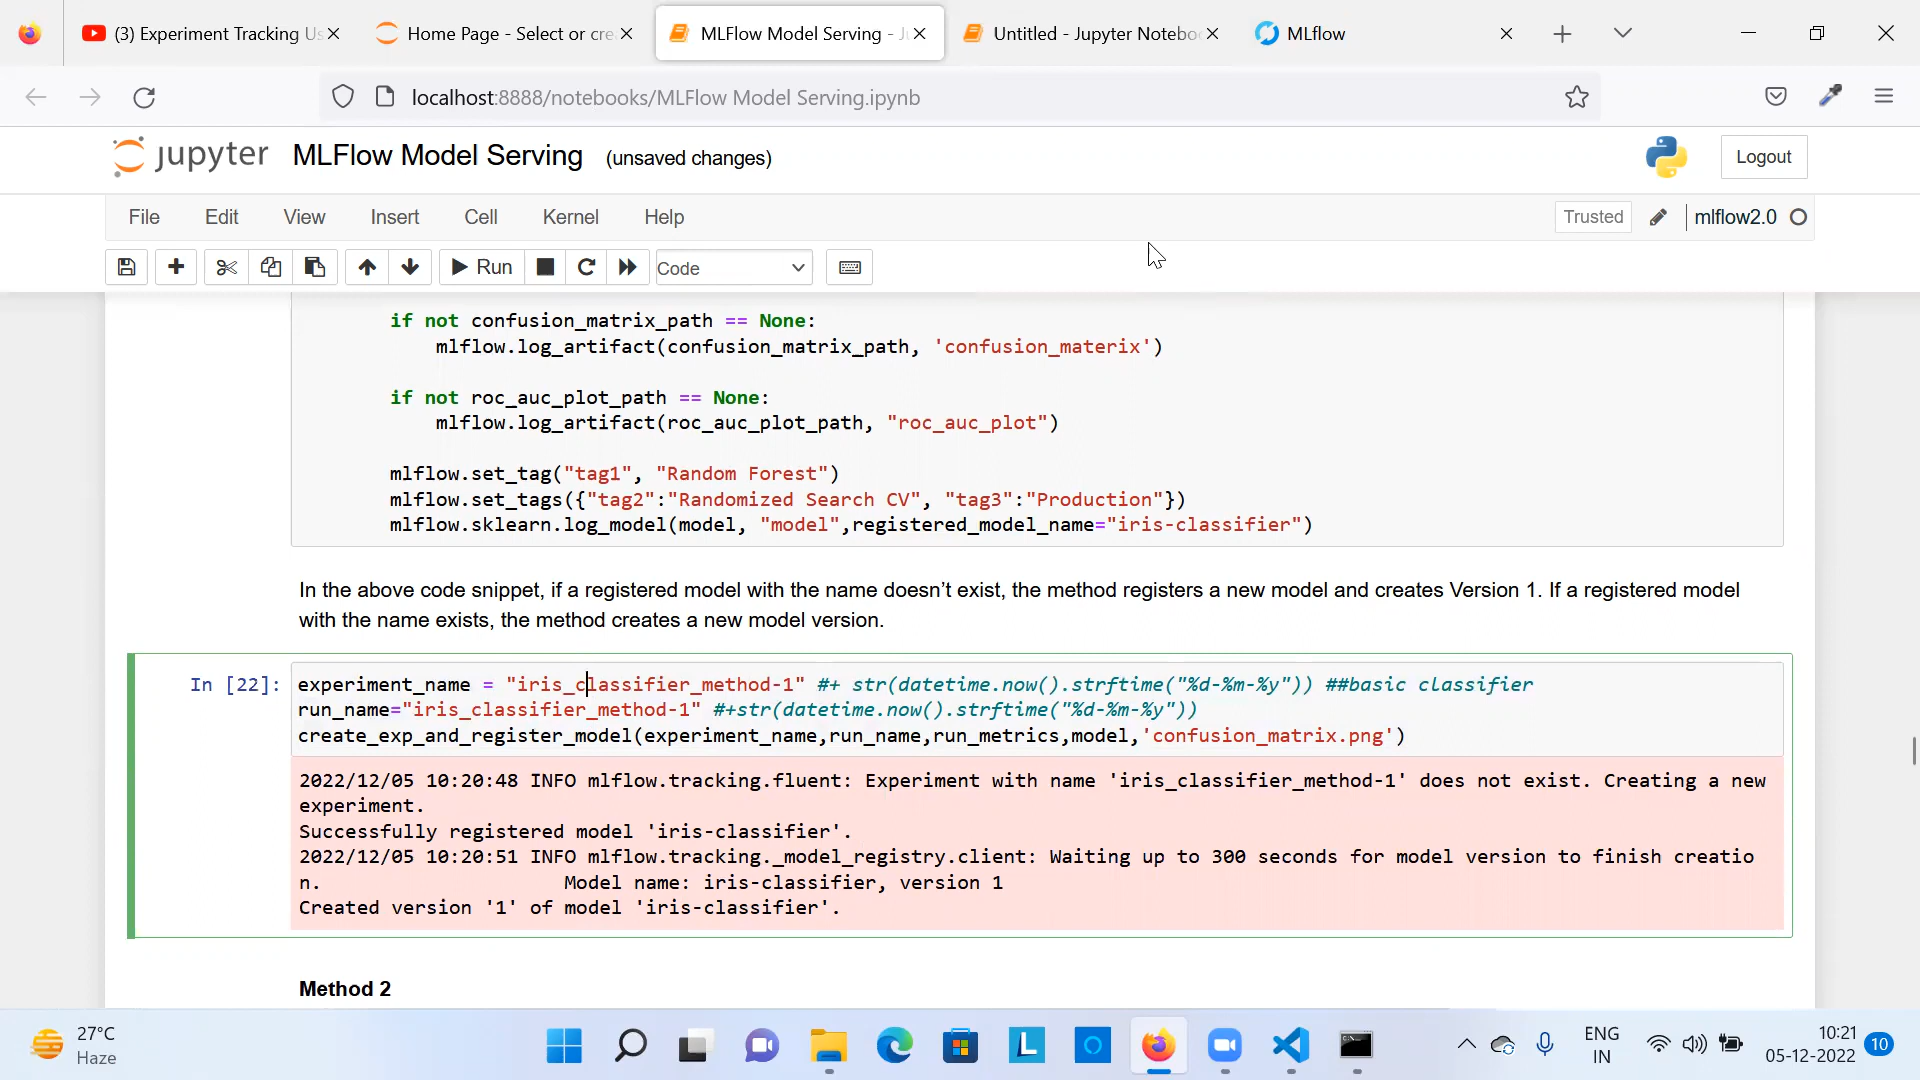 (3) Experiment Tracking Us
Home Page - Select or cre
MLFlow Model Serving - Ju
Untitled - Jupyter Noteboo
MLflow
localhost:8888/notebooks/MLFlow Model Serving.ipynb
jupyter MLFlow Model Serving (unsaved changes)
Logout
File Edit View Insert Cell Kernel Help
Trusted mlflow2.0
Run Code
if not confusion_matrix_path == None:
mlflow.log_artifact(confusion_matrix_path, 'confusion_materix')
if not roc_auc_plot_path == None:
mlflow.log_artifact(roc_auc_plot_path, "roc_auc_plot")
mlflow.set_tag("tag1", "Random Forest")
mlflow.set_tags({"tag2":"Randomized Search CV", "tag3":"Production"})
mlflow.sklearn.log_model(model, "model",registered_model_name="iris-classifier")
In the above code snippet, if a registered model with the name doesn’t exist, the method registers a new model and creates Version 1. If a registered model
with the name exists, the method creates a new model version.
In [22]: experiment_name = "iris_classifier_method-1" #+ str(datetime.now().strftime("%d-%m-%y")) ##basic classifier
run_name="iris_classifier_method-1" #+str(datetime.now().strftime("%d-%m-%y"))
create_exp_and_register_model(experiment_name,run_name,run_metrics,model,'confusion_matrix.png')
2022/12/05 10:20:48 INFO mlflow.tracking.fluent: Experiment with name 'iris_classifier_method-1' does not exist. Creating a new
experiment.
Successfully registered model 'iris-classifier'.
2022/12/05 10:20:51 INFO mlflow.tracking._model_registry.client: Waiting up to 300 seconds for model version to finish creatio
n. Model name: iris-classifier, version 1
Created version '1' of model 'iris-classifier'.
Method 2
27°C
Haze
L
ENG
IN
10:21
05-12-2022
10